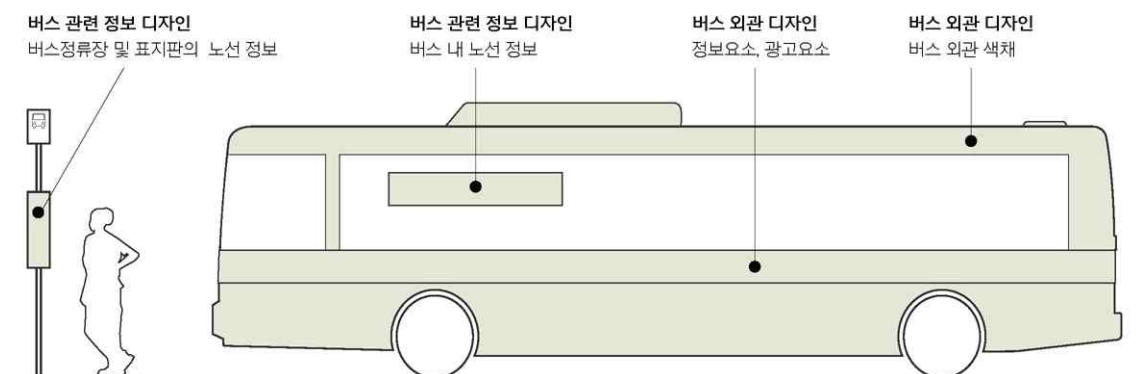 버스 관련 정보 디자인
버스정류장 및 표지판의 노선 정보
버스 관련 정보 디자인
버스 내 노선 정보
버스 외관 디자인
정보요소, 광고요소
버스 외관 디자인
버스 외관 색채